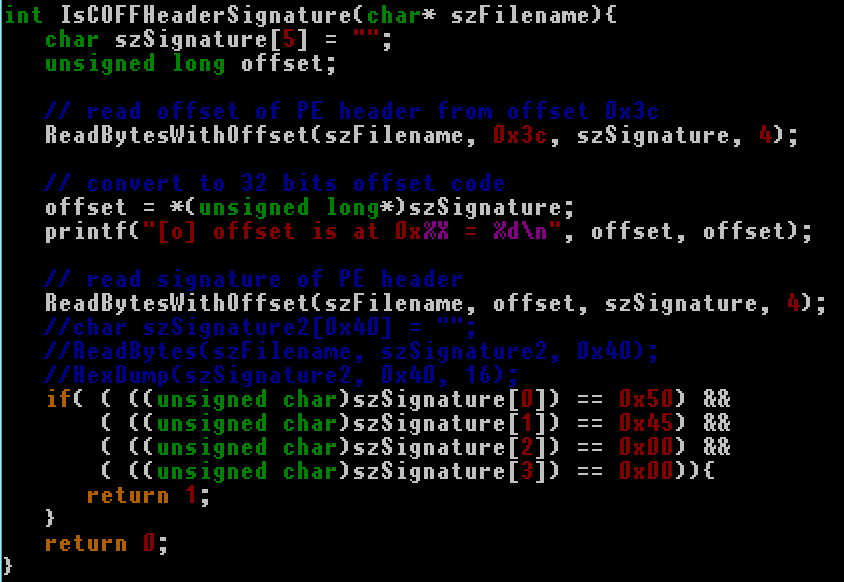 int IsCOFFHeaderSignature(char* szFilename){
char szSignature[5] = "";
unsigned long offset;
// read offset of PE header from offset 0x3c
ReadBytesWithOffset(szFilename, 0x3c, szSignature, 4);
// convert to 32 bits offset code
offset = *(unsigned long*)szSignature;
printf("[o] offset is at 0x%X = %d\n", offset, offset);
// read signature of PE header
ReadBytesWithOffset(szFilename, offset, szSignature, 4);
//char szSignature2[0x40] = "";
//ReadBytes(szFilename, szSignature2, 0x40);
//HexDump(szSignature2, 0x40, 16);
if( ( ((unsigned char)szSignature[0]) == 0x50) &&
( ((unsigned char)szSignature[1]) == 0x45) &&
( ((unsigned char)szSignature[2]) == 0x00) &&
( ((unsigned char)szSignature[3]) == 0x00)){
return 1;
}
return 0;
}